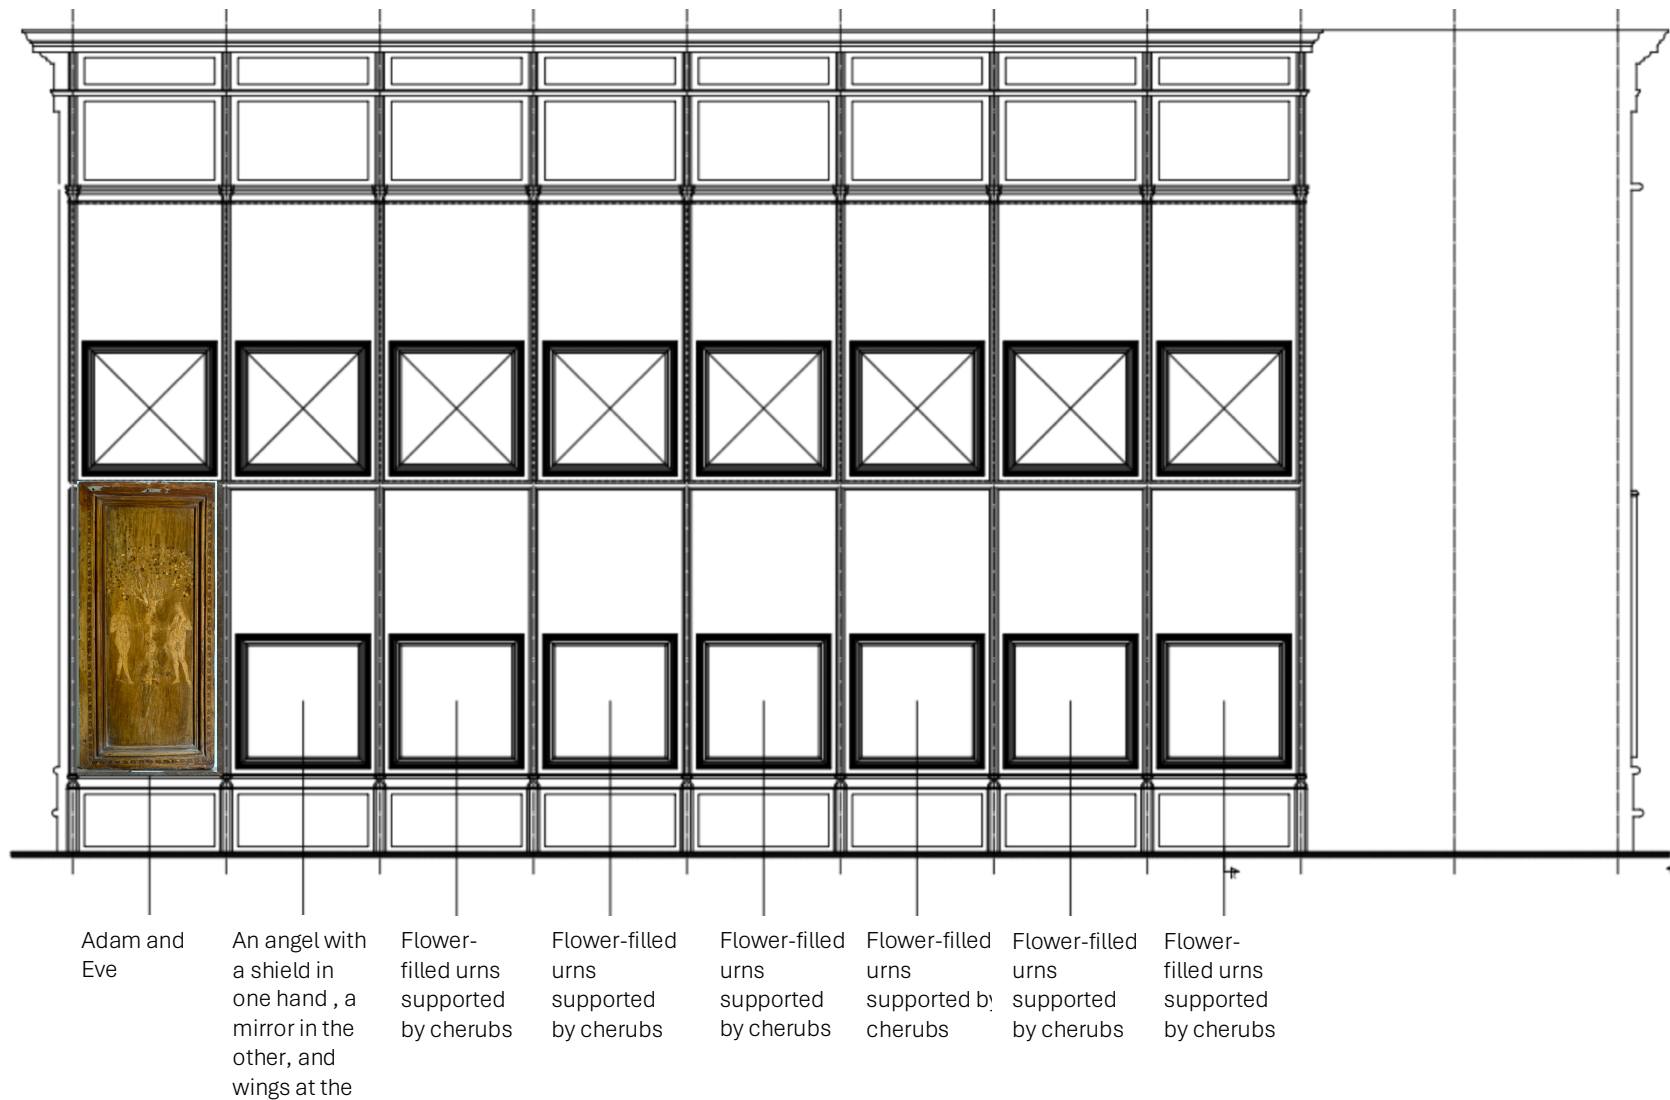 Adam and
Eve
An angel with
a shield in
one hand , a
mirror in the
other, and
wings at the
Flower-
filled urns
supported
by cherubs
Flower-filled
urns
supported
by cherubs
Flower-filled
urns
supported
by cherubs
Flower-filled
urns
supported by
cherubs
Flower-filled
urns
supported
by cherubs
Flower-
filled urns
supported
by cherubs